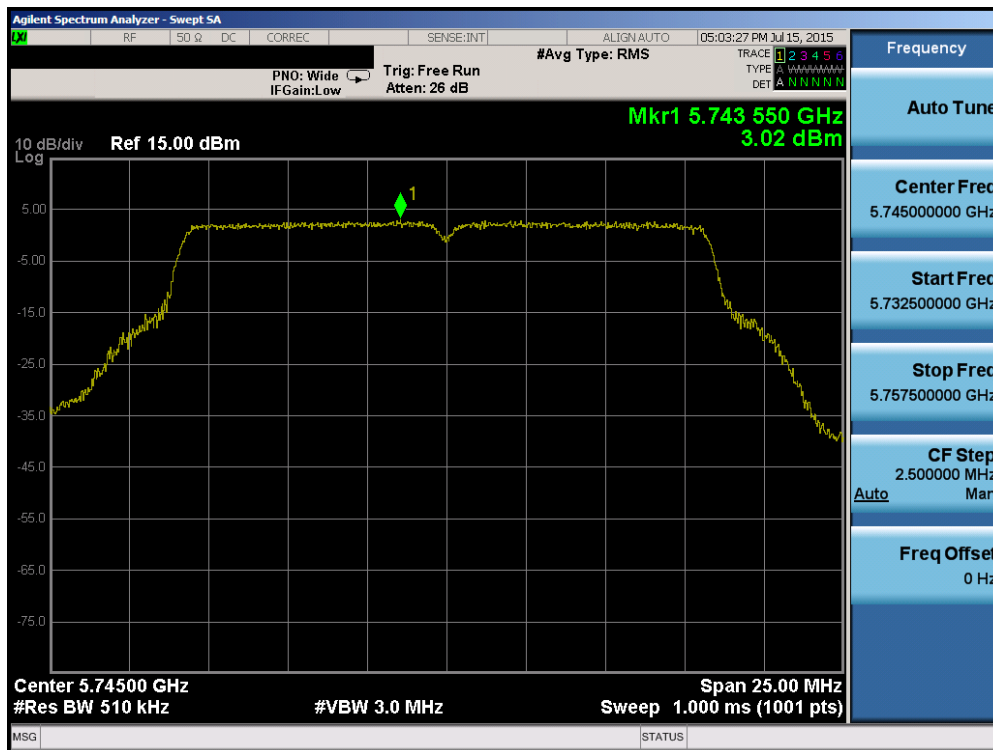 Agilent Spectrum Analyzer - Swept SA
LXI RF 50 Ω DC CORREC SENSE:INT ALIGN AUTO 05:03:27 PM Jul 15, 2015
#Avg Type: RMS TRACE 1 2 3 4 5 6
PNO: Wide Trig: Free Run TYPE A WWWWW
IFGain:Low Atten: 26 dB DET A N N N N N
Mkr1 5.743 550 GHz
3.02 dBm
10 dB/div Ref 15.00 dBm
Log
1
5.00
-5.00
-15.0
-25.0
-35.0
-45.0
-55.0
-65.0
-75.0
Center 5.74500 GHz Span 25.00 MHz
#Res BW 510 kHz #VBW 3.0 MHz Sweep 1.000 ms (1001 pts)
MSG STATUS
Frequency
Auto Tune
Center Freq
5.745000000 GHz
Start Freq
5.732500000 GHz
Stop Freq
5.757500000 GHz
CF Step
2.500000 MHz
Auto Man
Freq Offset
0 Hz